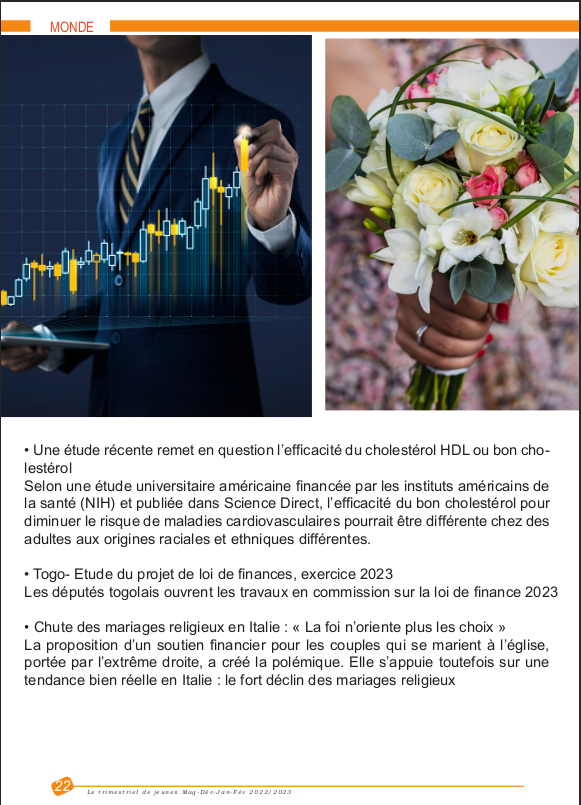 MONDE
• Une étude récente remet en question l’efficacité du cholestérol HDL ou bon cho-
lestérol
Selon une étude universitaire américaine financée par les instituts américains de
la santé (NIH) et publiée dans Science Direct, l’efficacité du bon cholestérol pour
diminuer le risque de maladies cardiovasculaires pourrait être différente chez des
adultes aux origines raciales et ethniques différentes.
• Togo- Etude du projet de loi de finances, exercice 2023
Les députés togolais ouvrent les travaux en commission sur la loi de finance 2023
• Chute des mariages religieux en Italie : « La foi n’oriente plus les choix »
La proposition d’un soutien financier pour les couples qui se marient à l’église,
portée par l’extrême droite, a créé la polémique. Elle s’appuie toutefois sur une
tendance bien réelle en Italie : le fort déclin des mariages religieux
22
Le trimestriel de jeunes Mag-Déc-Jan-Fév 2022/2023